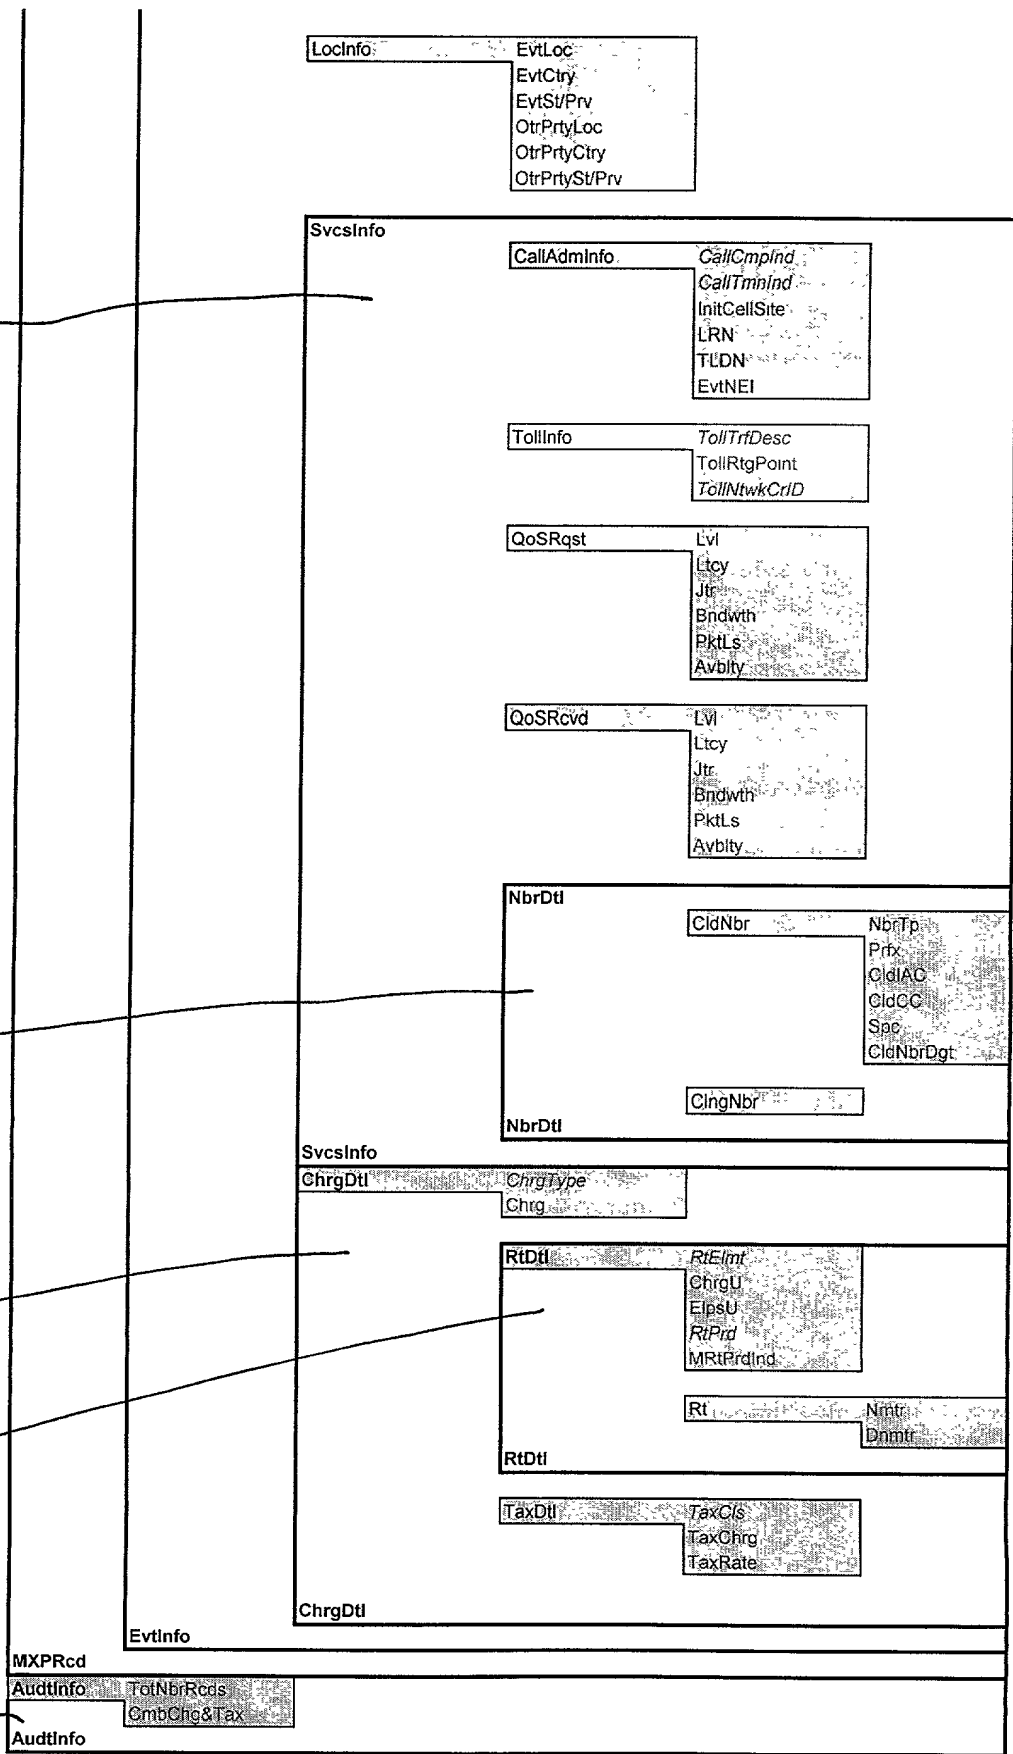 LocInfo EvtLoc
EvtCtry
EvtSt/Prv
OtrPrtyLoc
OtrPrtyCtry
OtrPrtySt/Prv
SvcsInfo
CallAdmInfo CallCmpInd
CallTmnInd
InitCellSite
LRN
TLDN
EvtNEI
TollInfo TollTrfDesc
TollRtgPoint
TollNtwkCrID
QoSRqst Lvl
Ltcy
Jtr
Bndwth
PktLs
Avblty
QoSRcvd Lvl
Ltcy
Jtr
Bndwth
PktLs
Avblty
NbrDtl
CldNbr NbrTp
Prfx
CldIAC
CldCC
Spc
CldNbrDgt
ClngNbr
NbrDtl
SvcsInfo
ChrgDtl ChrgType
Chrg
RtDtl RtElmt
ChrgU
ElpsU
RtPrd
MRtPrdInd
Rt Nmtr
Dnmtr
RtDtl
TaxDtl TaxCls
TaxChrg
TaxRate
ChrgDtl
EvtInfo
MXPRcd
AudtInfo TotNbrRcds
CmbChg&Tax
AudtInfo